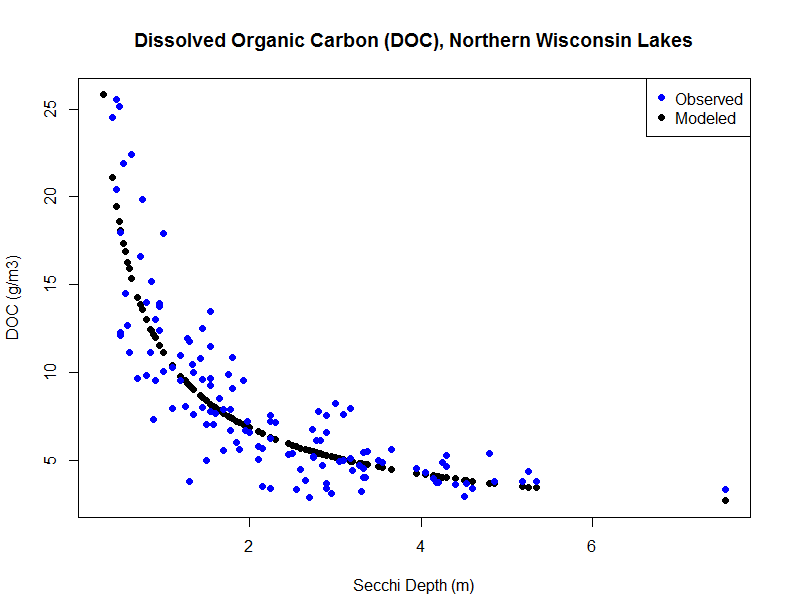 Dissolved Organic Carbon (DOC), Northern Wisconsin Lakes
Observed
Modeled
DOC (g/m3)
25
20
15
10
5
2 4 6
Secchi Depth (m)